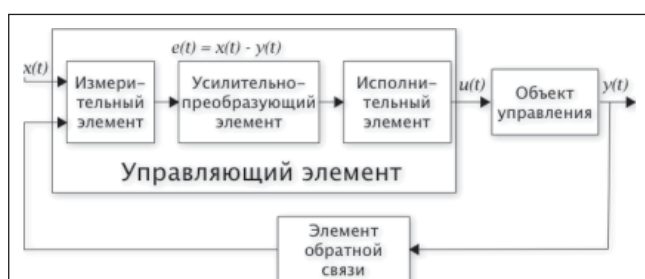 e(t) = x(t) - y(t)
x(t)
Измери-
тельный
элемент
Усилительно-
преобразующий
элемент
Исполни-
тельный
элемент
u(t)
Объект
управления
y(t)
Управляющий элемент
Элемент
обратной
связи